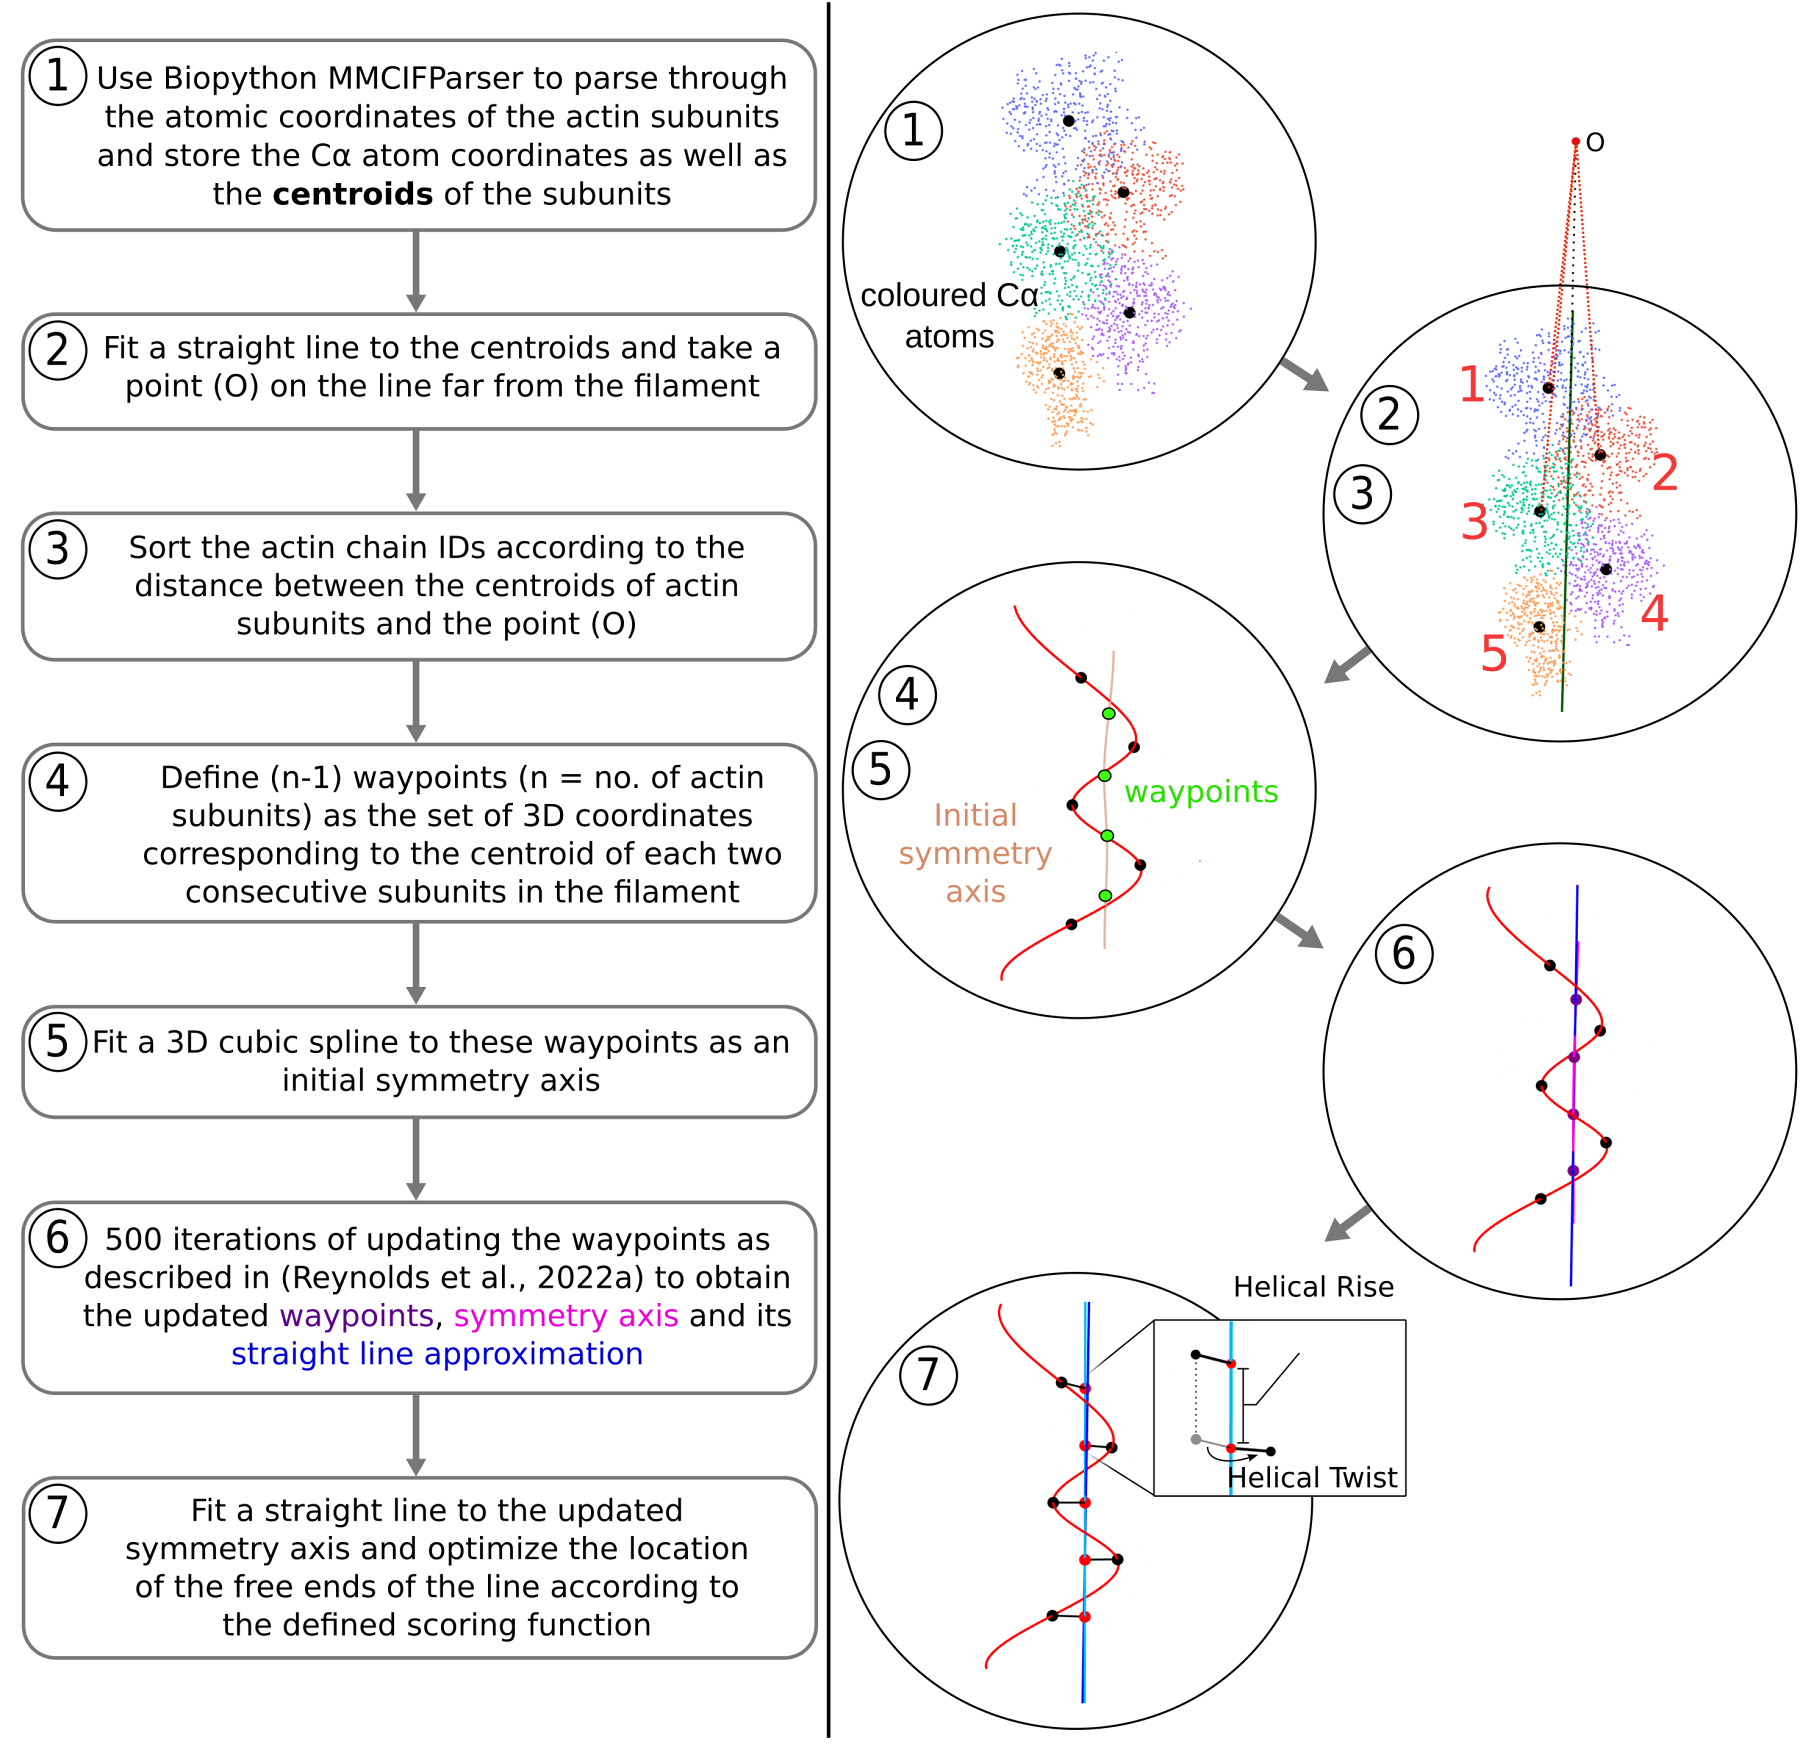 1
Use Biopython MMCIFParser to parse through
the atomic coordinates of the actin subunits
and store the Cα atom coordinates as well as
the centroids of the subunits
2
Fit a straight line to the centroids and take a
point (O) on the line far from the filament
3
Sort the actin chain IDs according to the
distance between the centroids of actin
subunits and the point (O)
4
Define (n-1) waypoints (n = no. of actin
subunits) as the set of 3D coordinates
corresponding to the centroid of each two
consecutive subunits in the filament
5
Fit a 3D cubic spline to these waypoints as an
initial symmetry axis
6
500 iterations of updating the waypoints as
described in (Reynolds et al., 2022a) to obtain
the updated waypoints, symmetry axis and its
straight line approximation
7
Fit a straight line to the updated
symmetry axis and optimize the location
of the free ends of the line according to
the defined scoring function
1
coloured Cα
atoms
O
2
3
1
2
3
4
5
4
5
waypoints
Initial
symmetry
axis
6
7
Helical Rise
Helical Twist